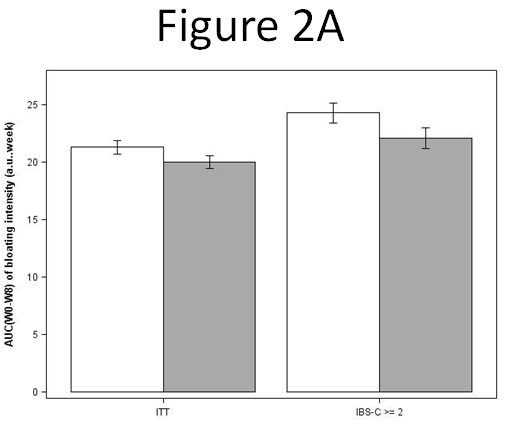 Figure 2A
AUC(W0-W8) of bloating intensity (a.u..week)
25
20
15
10
5
0
ITT
IBS-C >= 2